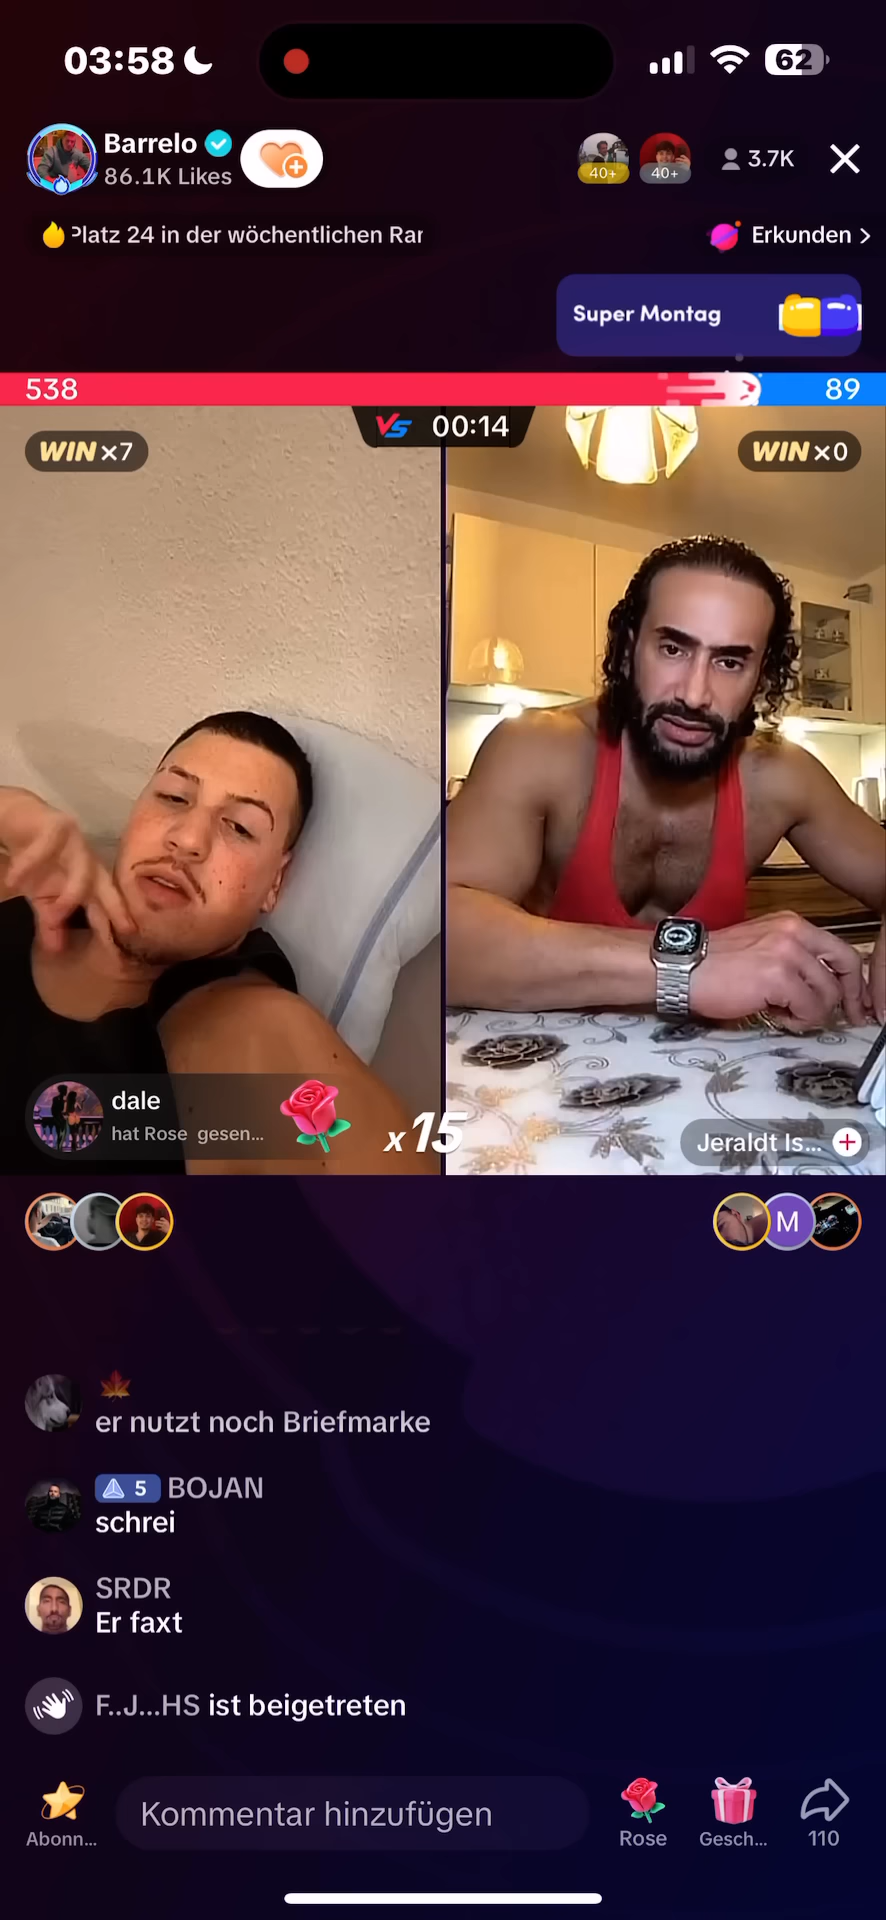 03:58
62
Barrelo
86.1K Likes
40+
40+
3.7K
Platz 24 in der wöchentlichen Rar
Erkunden >
Super Montag
538
89
VS 00:14
WIN x7
WIN x0
dale
hat Rose gesen...
x15
Jeraldt Is...
M
er nutzt noch Briefmarke
5 BOJAN
schrei
SRDR
Er faxt
F..J...HS ist beigetreten
Kommentar hinzufügen
Abonn...
Rose
Gesch...
110